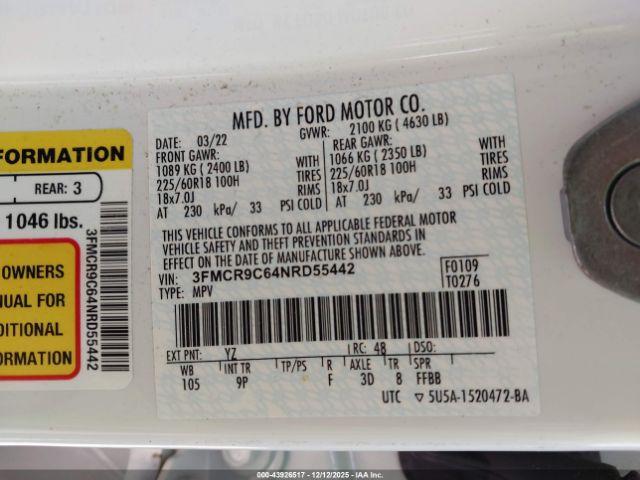 FORMATION
REAR: 3
1046 lbs.
OWNERS
NUAL FOR
DITIONAL
FORMATION
3FMCR9C64NRD55442
MFD. BY FORD MOTOR CO.
DATE: 03/22 GVWR: 2100 KG ( 4630 LB)
FRONT GAWR: REAR GAWR:
1089 KG ( 2400 LB) WITH 1066 KG ( 2350 LB) WITH
225/60R18 100H TIRES 225/60R18 100H TIRES
18x7.0J RIMS 18x7.0J RIMS
AT 230 kPa/ 33 PSI COLD AT 230 kPa/ 33 PSI COLD
THIS VEHICLE CONFORMS TO ALL APPLICABLE FEDERAL MOTOR
VEHICLE SAFETY AND THEFT PREVENTION STANDARDS IN
EFFECT ON THE DATE OF MANUFACTURE SHOWN ABOVE.
VIN: 3FMCR9C64NRD55442 F0109
TYPE: MPV T0276
EXT PNT: YZ RC: 48 DSO:
WB INT TR TP/PS R AXLE TR SPR
105 9P F 3D 8 FFBB
UTC ▽ 5U5A-1520472-BA
000-43926517 - 12/12/2025 - IAAI.COM